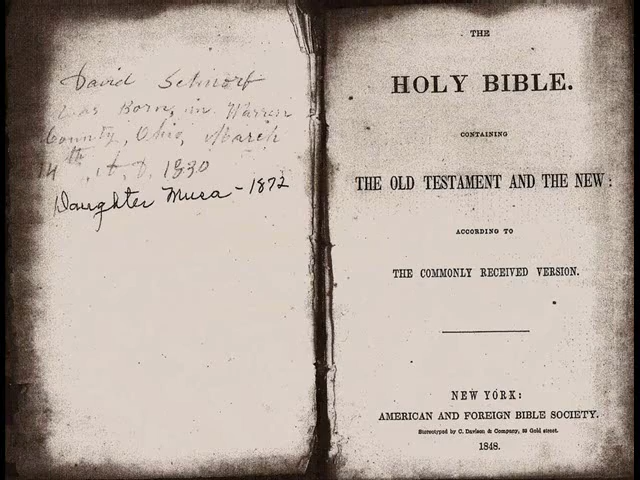 David Schnorf
was Born, in Warren
County, Ohio, March
14th, A, D, 1830
Daughter Musa - 1872
THE
HOLY BIBLE.
CONTAINING
THE OLD TESTAMENT AND THE NEW:
ACCORDING TO
THE COMMONLY RECEIVED VERSION.
NEW YORK:
AMERICAN AND FOREIGN BIBLE SOCIETY.
Stereotyped by C. Davison & Company, 33 Gold street.
1848.